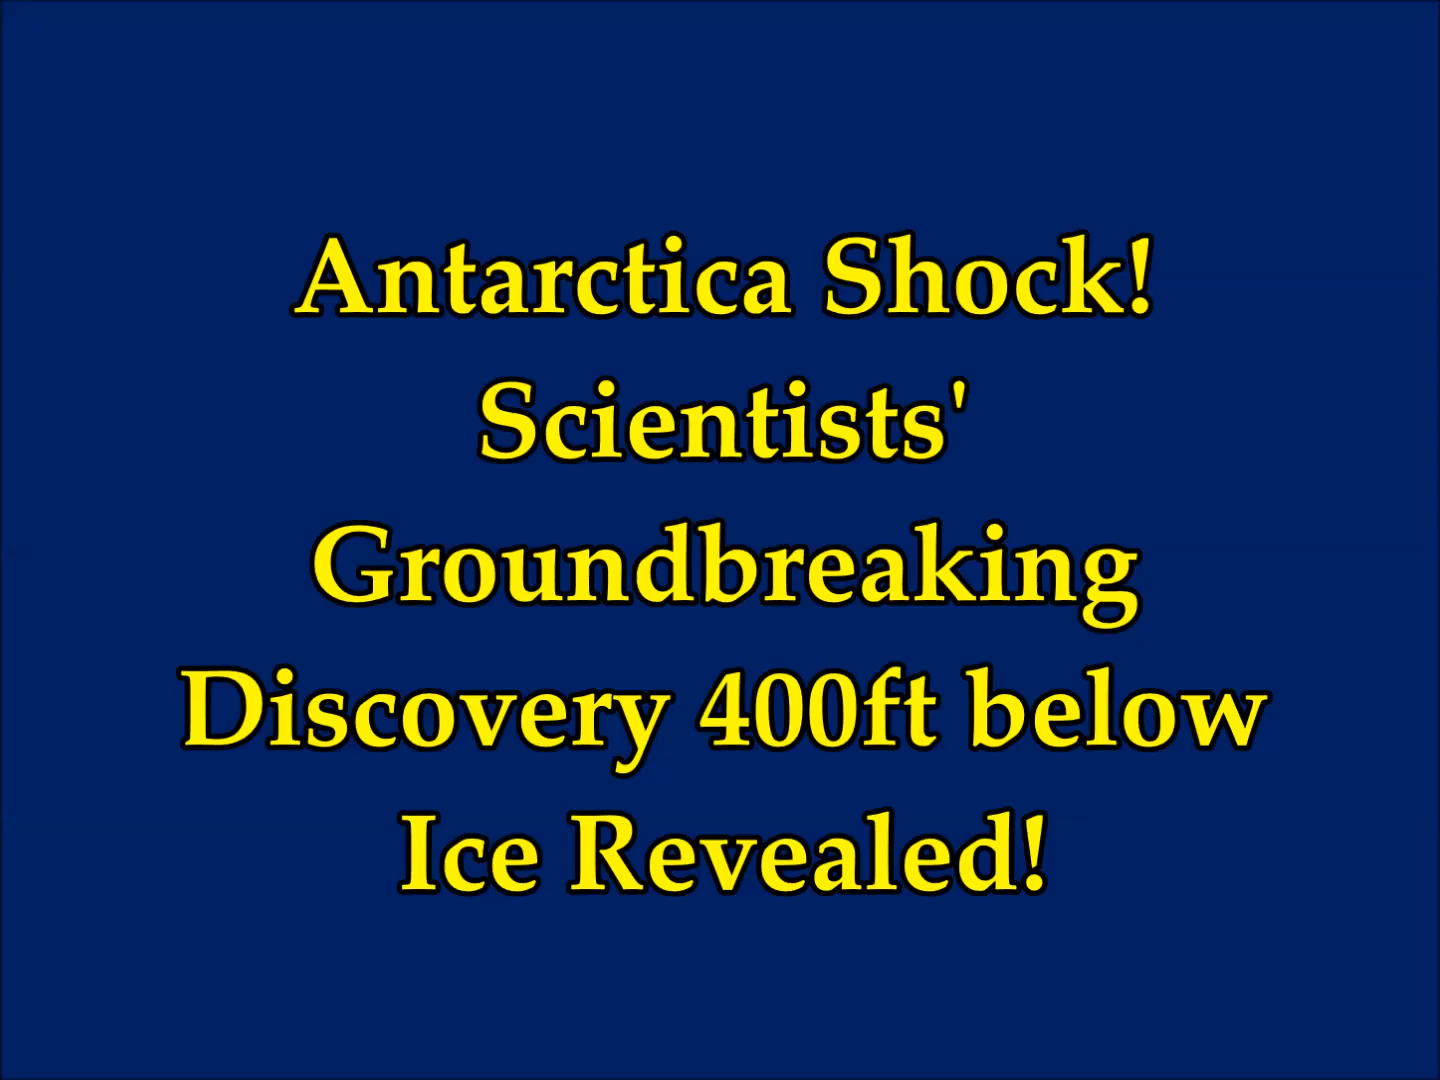 Antarctica Shock!
Scientists'
Groundbreaking
Discovery 400ft below
Ice Revealed!